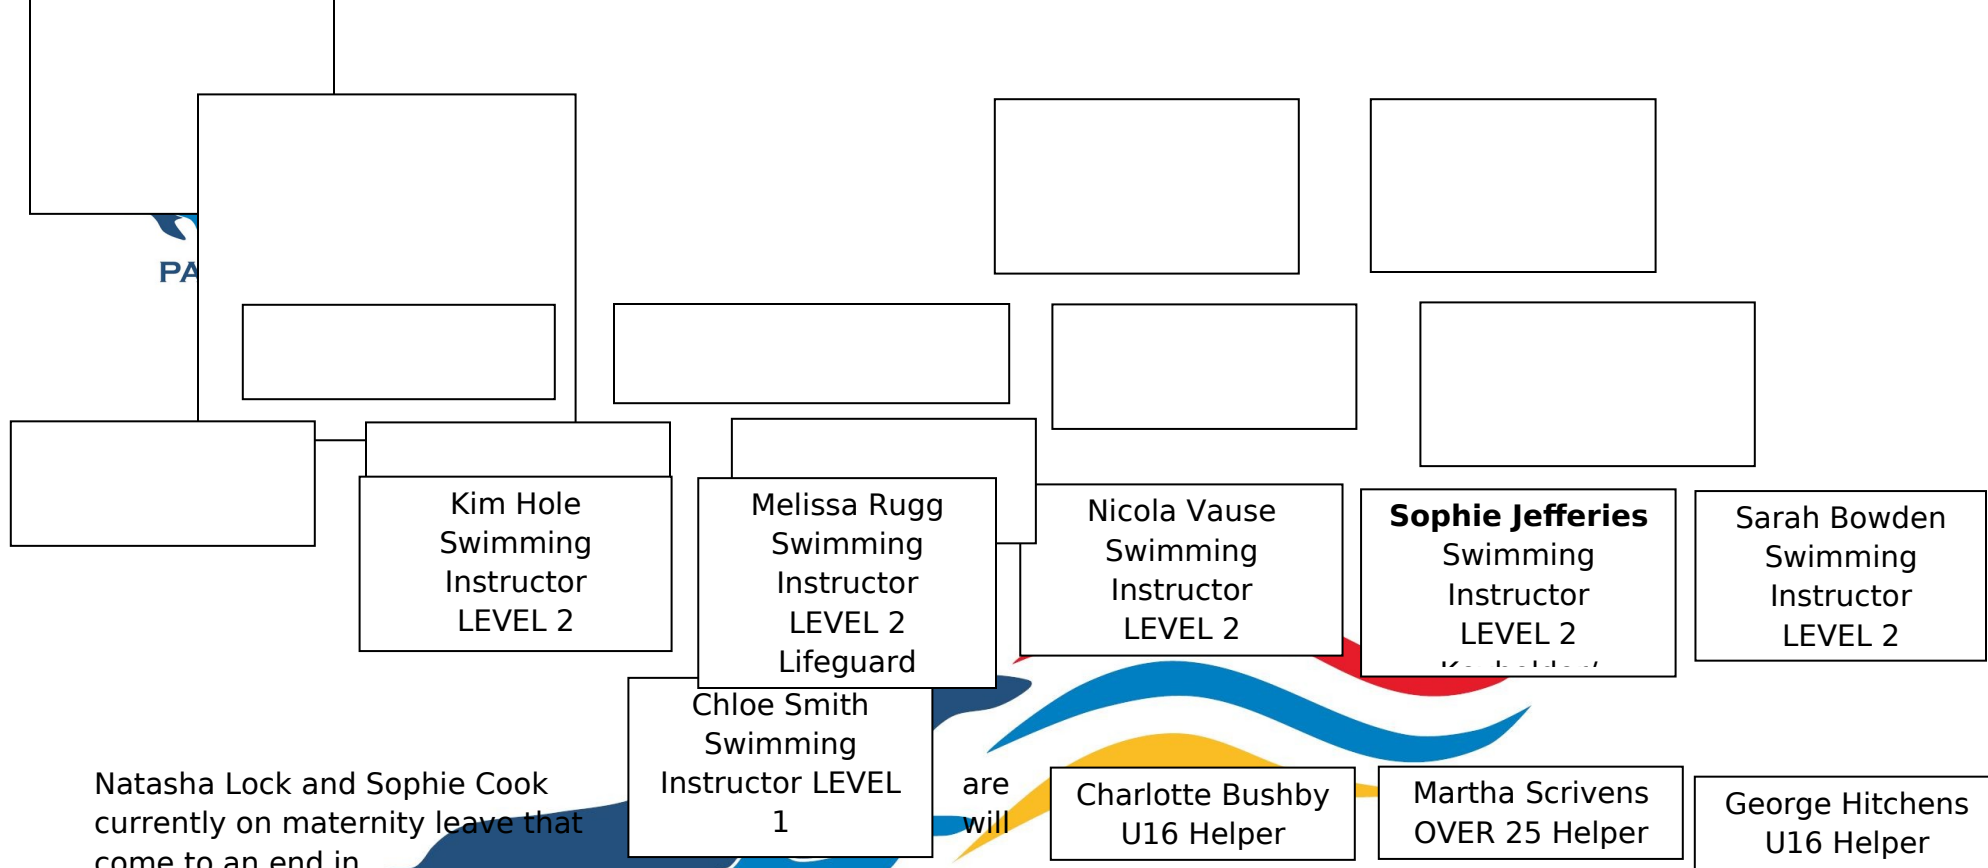 PA
Kim Hole
Swimming
Instructor
LEVEL 2
Melissa Rugg
Swimming
Instructor
LEVEL 2
Lifeguard
Nicola Vause
Swimming
Instructor
LEVEL 2
Sophie Jefferies
Swimming
Instructor
LEVEL 2
Sarah Bowden
Swimming
Instructor
LEVEL 2
Chloe Smith
Swimming
Instructor LEVEL
1
Natasha Lock and Sophie Cook are
currently on maternity leave that will
come to an end in
Charlotte Bushby
U16 Helper
Martha Scrivens
OVER 25 Helper
George Hitchens
U16 Helper